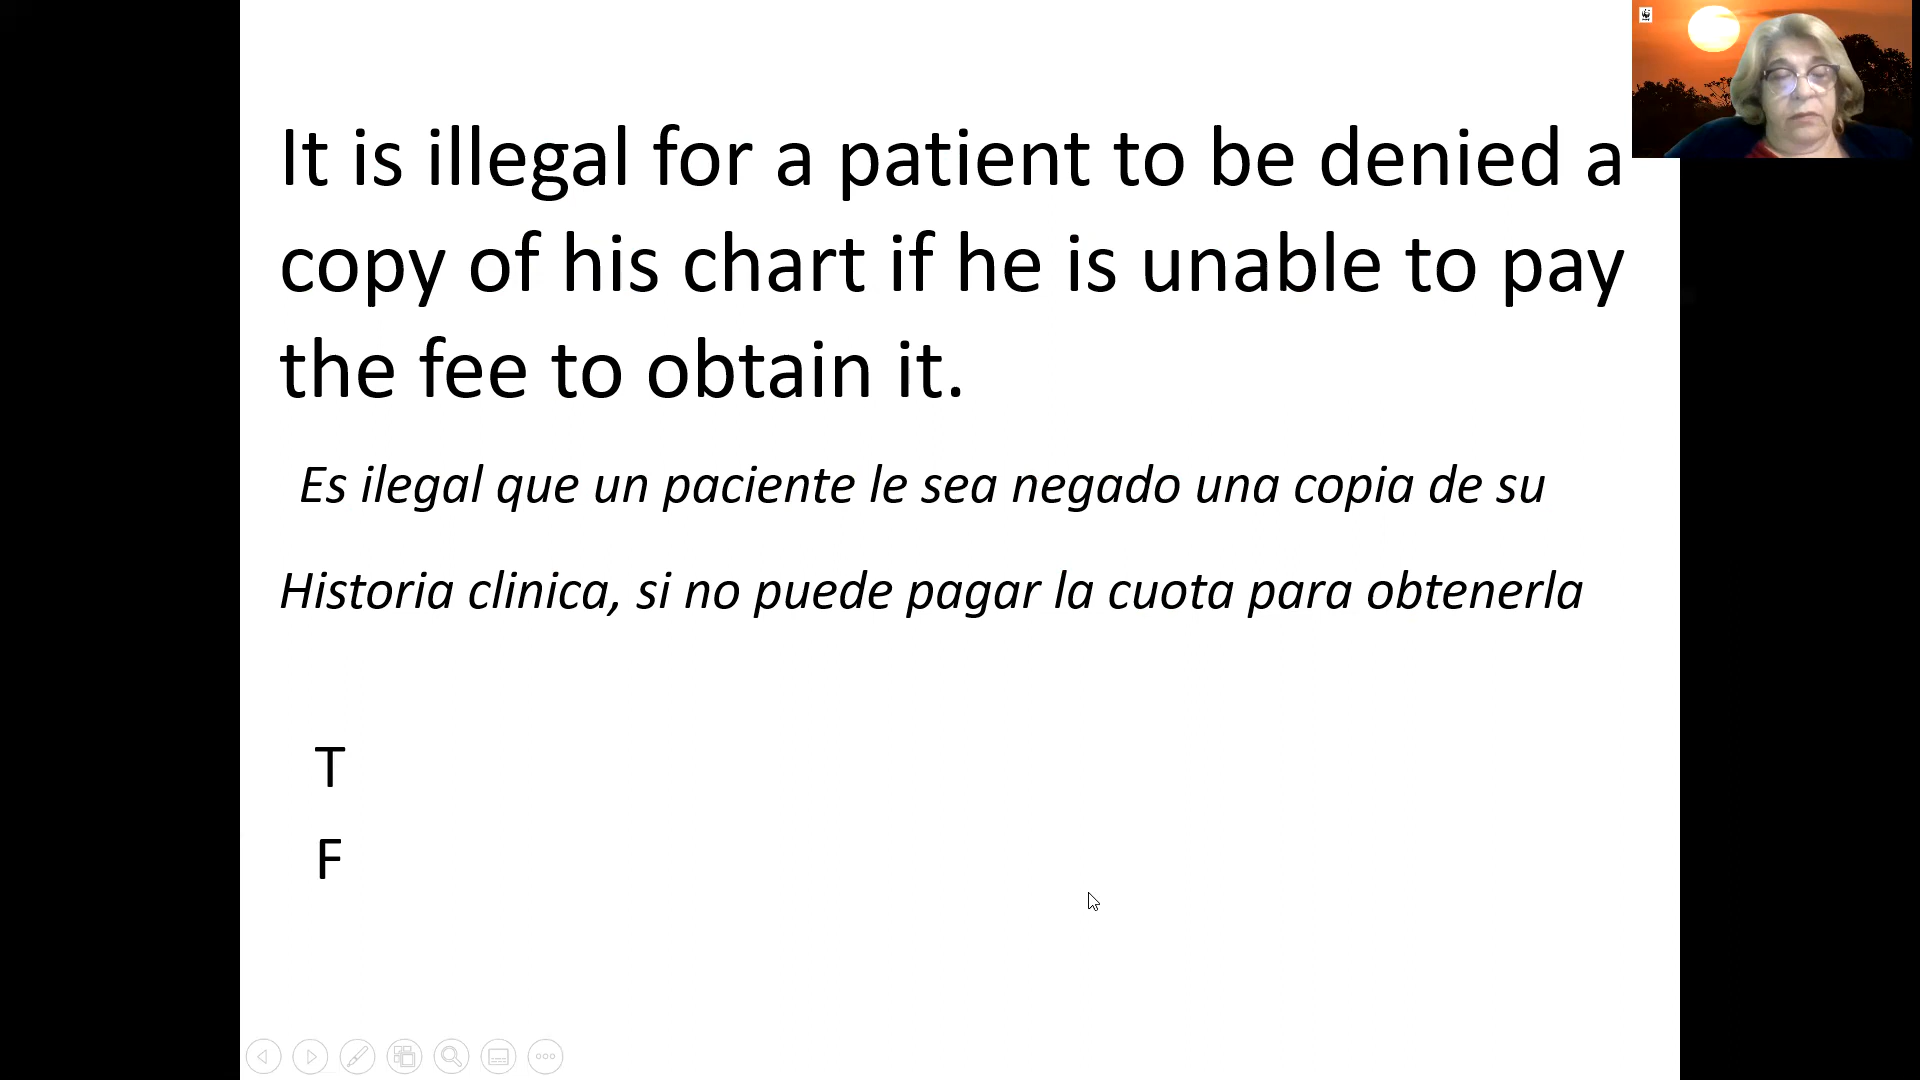 It is illegal for a patient to be denied a
copy of his chart if he is unable to pay
the fee to obtain it.
Es ilegal que un paciente le sea negado una copia de su
Historia clinica, si no puede pagar la cuota para obtenerla
T
F